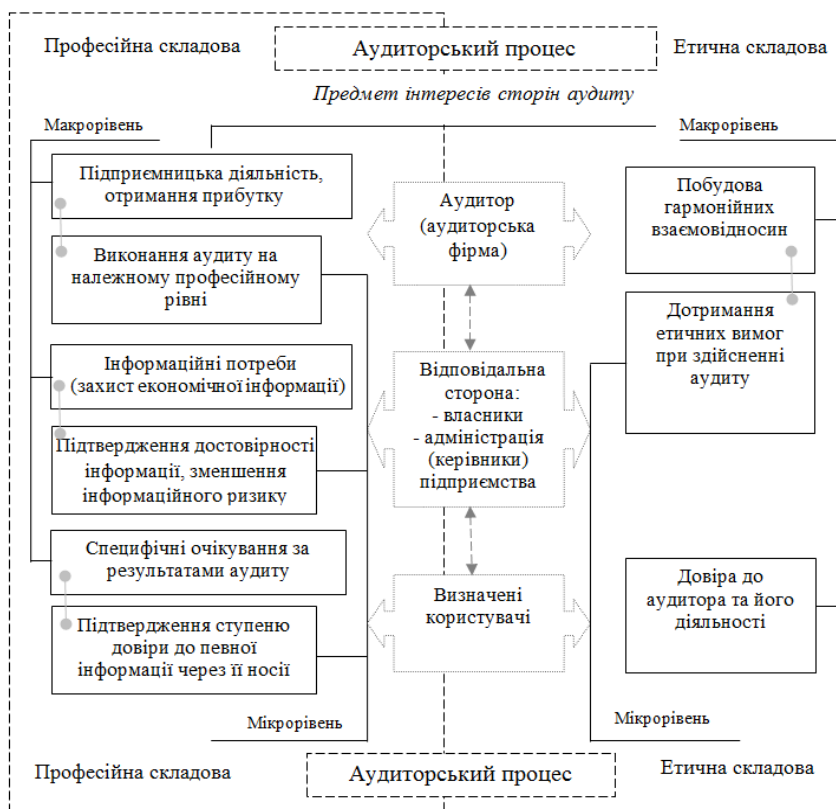 Професійна складова
Аудиторський процес
Етична складова
Предмет інтересів сторін аудиту
Макрорівень
Макрорівень
Підприємницька діяльність,
отримання прибутку
Виконання аудиту на
належному професійному
рівні
Інформаційні потреби
(захист економічної інформації)
Підтвердження достовірності
інформації, зменшення
інформаційного ризику
Специфічні очікування за
результатами аудиту
Підтвердження ступеню
довіри до певної
інформації через її носії
Аудитор
(аудиторська
фірма)
Відповідальна
сторона:
- власники
- адміністрація
(керівники)
підприємства
Визначені
користувачі
Побудова
гармонійних
взаємовідносин
Дотримання
етичних вимог
при здійсненні
аудиту
Довіра до
аудитора та його
діяльності
Мікрорівень
Мікрорівень
Професійна складова
Аудиторський процес
Етична складова